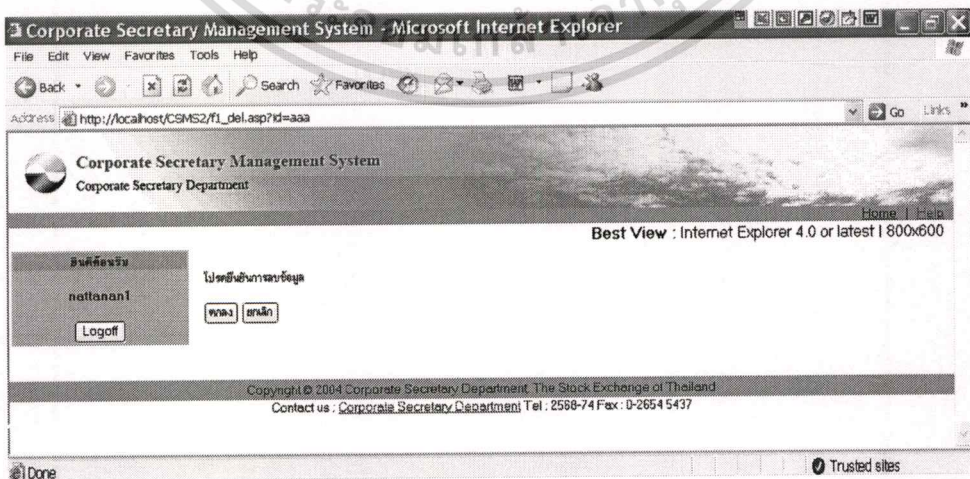 Corporate Secretary Management System - Microsoft Internet Explorer
File Edit View Favorites Tools Help
Back Search Favorites
Address http://localhost/CSMS2/f1_del.asp?id=aaa Go Links
Corporate Secretary Management System
Corporate Secretary Department
Home | Help
Best View : Internet Explorer 4.0 or latest | 800x600
ยินดีต้อนรับ
nattanan1
Logoff
โปรดยืนยันการลบข้อมูล
ตกลง ยกเลิก
Copyright © 2004 Corporate Secretary Department, The Stock Exchange of Thailand
Contact us : Corporate Secretary Department Tel : 2568-74 Fax : 0-2654 5437
Done Trusted sites